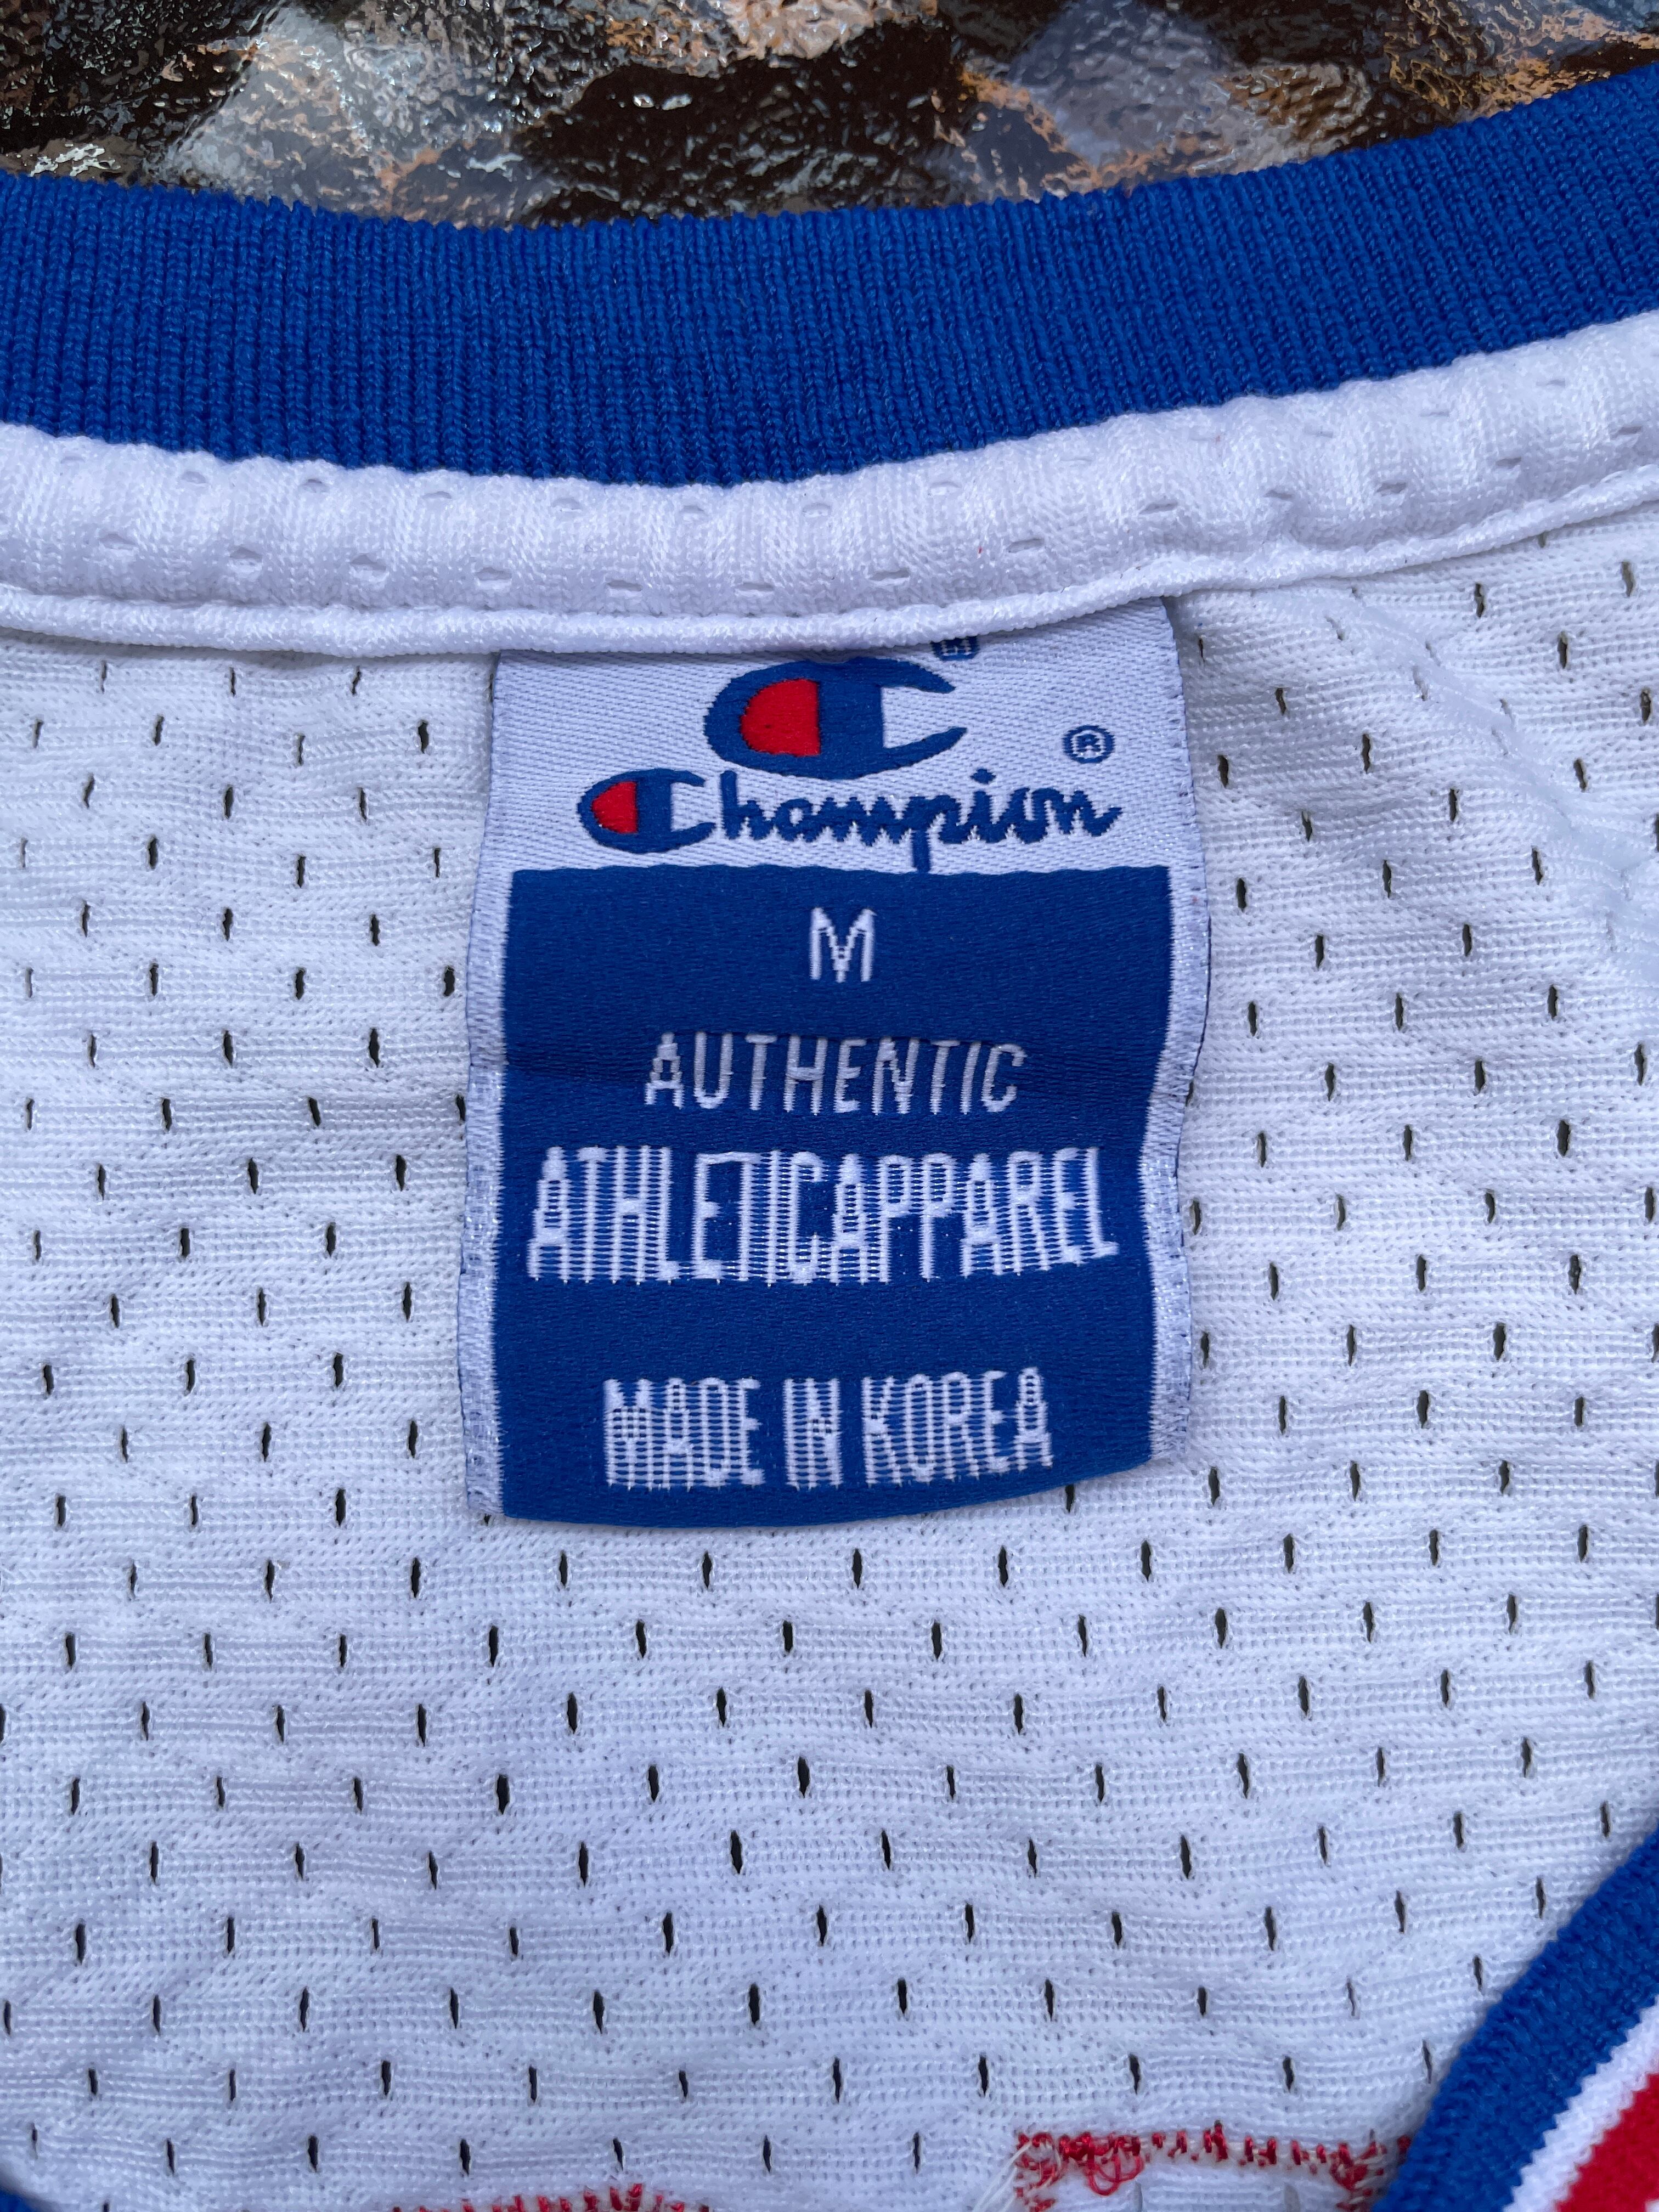 Champion ®
M
AUTHENTIC
ATHLETICAPPAREL
MADE IN KOREA